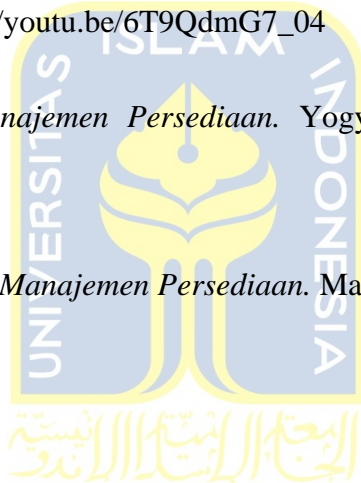 /youtu.be/6T9QdmG7_04
ISLAM
najemen Persediaan. Yogy
UNIVERSITAS
INDONESIA
Manajemen Persediaan. Ma